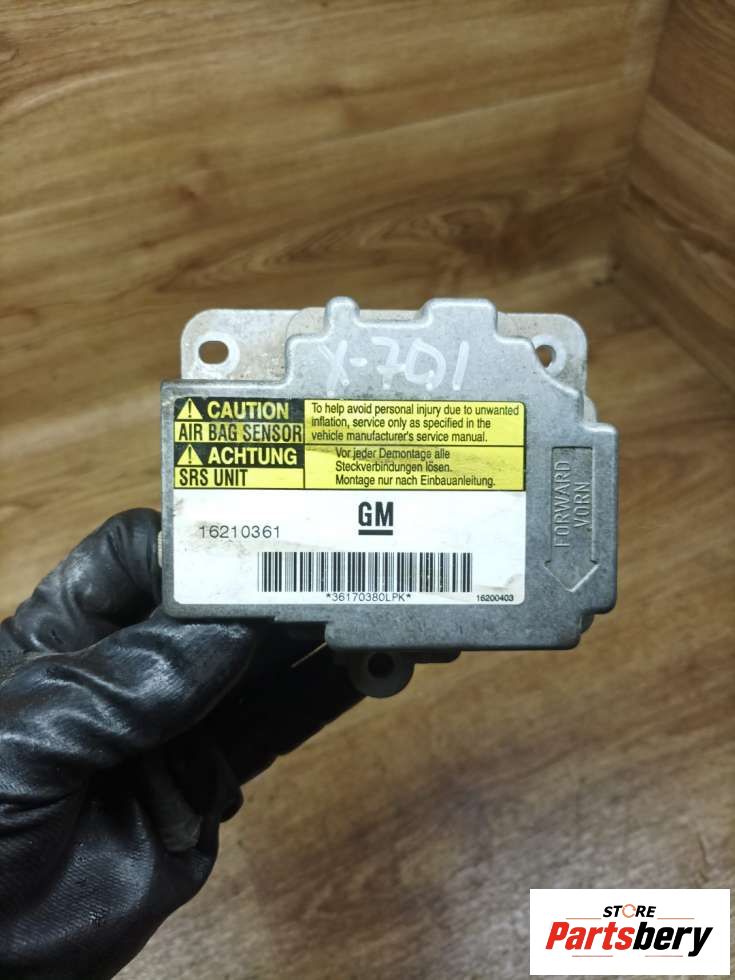 X-701
CAUTION
AIR BAG SENSOR
To help avoid personal injury due to unwanted
inflation, service only as specified in the
vehicle manufacturer's service manual.
ACHTUNG
SRS UNIT
Vor jeder Demontage alle
Steckverbindungen lösen.
Montage nur nach Einbauanleitung.
16210361
GM
*36170380LPK*
16200403
FORWARD
VORN
STORE
Partsbery